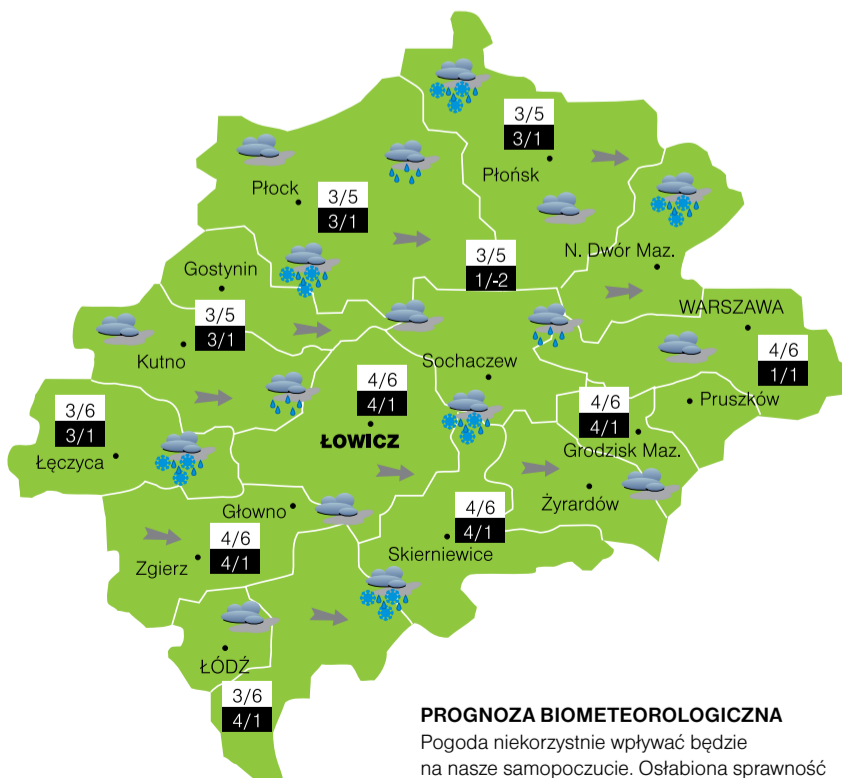 3/5
3/1
Płońsk
Płock
3/5
3/1
3/5
1/-2
N. Dwór Maz.
Gostynin
WARSZAWA
3/5
3/1
Kutno
4/6
1/1
Sochaczew
4/6
4/1
ŁOWICZ
Pruszków
3/6
3/1
Łęczyca
4/6
4/1
Grodzisk Maz.
Żyrardów
Głowno
4/6
4/1
Skierniewice
4/6
4/1
Zgierz
ŁÓDŹ
3/6
4/1
PROGNOZA BIOMETEOROLOGICZNA
Pogoda niekorzystnie wpływać będzie
na nasze samopoczucie. Osłabiona sprawność